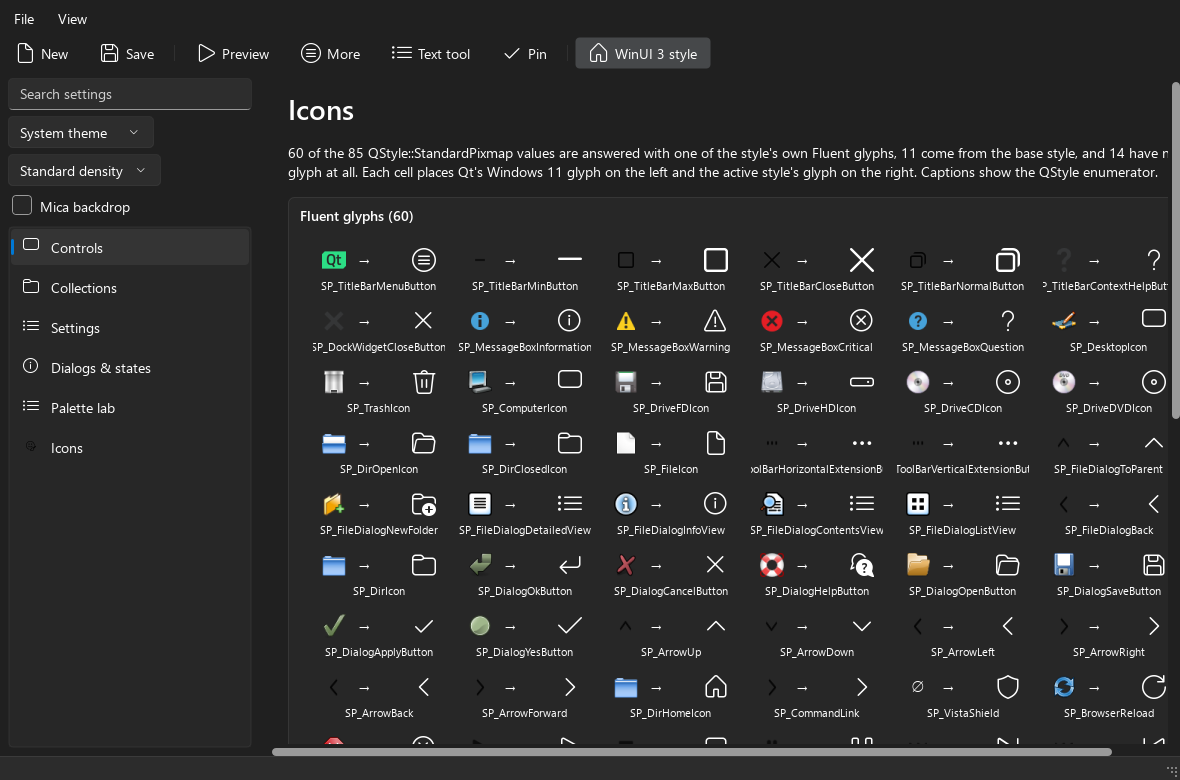 File View
New Save Preview More Text tool Pin WinUI 3 style
Search settings
System theme
Standard density
Mica backdrop
Controls
Collections
Settings
Dialogs & states
Palette lab
Icons
Icons
60 of the 85 QStyle::StandardPixmap values are answered with one of the style's own Fluent glyphs, 11 come from the base style, and 14 have n
glyph at all. Each cell places Qt's Windows 11 glyph on the left and the active style's glyph on the right. Captions show the QStyle enumerator.
Fluent glyphs (60)
Qt → → → → → →
SP_TitleBarMenuButton SP_TitleBarMinButton SP_TitleBarMaxButton SP_TitleBarCloseButton SP_TitleBarNormalButton P_TitleBarContextHelpButt
→ → → → → →
SP_DockWidgetCloseButton SP_MessageBoxInformation SP_MessageBoxWarning SP_MessageBoxCritical SP_MessageBoxQuestion SP_DesktopIcon
→ → → → → →
SP_TrashIcon SP_ComputerIcon SP_DriveFDIcon SP_DriveHDIcon SP_DriveCDIcon SP_DriveDVDIcon
→ → → → → →
SP_DirOpenIcon SP_DirClosedIcon SP_FileIcon oolBarHorizontalExtensionB ToolBarVerticalExtensionBut SP_FileDialogToParent
→ → → → → →
SP_FileDialogNewFolder SP_FileDialogDetailedView SP_FileDialogInfoView SP_FileDialogContentsView SP_FileDialogListView SP_FileDialogBack
→ → → → → →
SP_DirIcon SP_DialogOkButton SP_DialogCancelButton SP_DialogHelpButton SP_DialogOpenButton SP_DialogSaveButton
→ → → → → →
SP_DialogApplyButton SP_DialogYesButton SP_ArrowUp SP_ArrowDown SP_ArrowLeft SP_ArrowRight
→ → → ∅ → →
SP_ArrowBack SP_ArrowForward SP_DirHomeIcon SP_CommandLink SP_VistaShield SP_BrowserReload